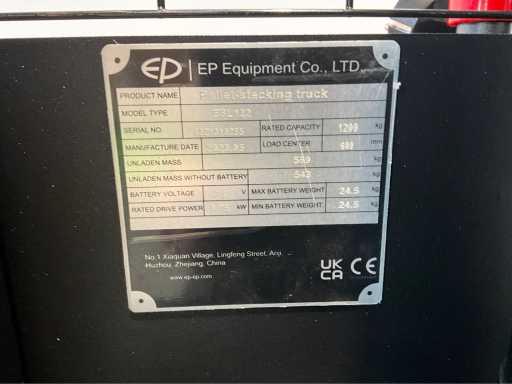 EP | EP Equipment Co., LTD.
PRODUCT NAME Pallet-stacking truck
MODEL TYPE
SERIAL NO. RATED CAPACITY 1200 kg
MANUFACTURE DATE LOAD CENTER 600 mm
UNLADEN MASS kg
UNLADEN MASS WITHOUT BATTERY kg
BATTERY VOLTAGE V MAX BATTERY WEIGHT 24.5 kg
RATED DRIVE POWER kW MIN BATTERY WEIGHT 24.5 kg
No.1 Xiaquan Village, Lingfeng Street, Anji
Huzhou, Zhejiang, China
www.ep-ep.com
UK
CA CE